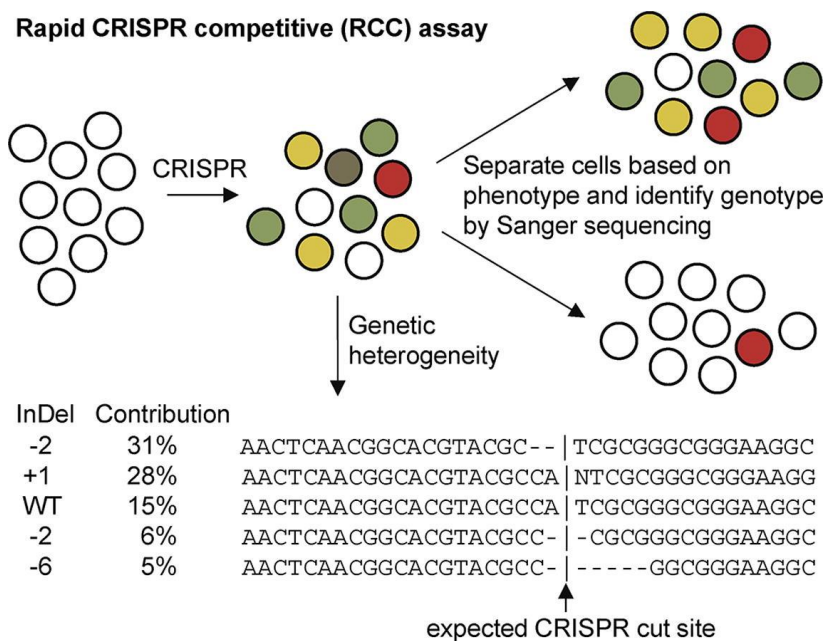 Rapid CRISPR competitive (RCC) assay
CRISPR
Separate cells based on
phenotype and identify genotype
by Sanger sequencing
Genetic
heterogeneity
InDel Contribution
-2 31% AACTCAACGGCACGTACGC--|TCGCGGGCGGGAAGGC
+1 28% AACTCAACGGCACGTACGCCA|NTCGCGGGCGGGAAGG
WT 15% AACTCAACGGCACGTACGCCA|TCGCGGGCGGGAAGGC
-2 6% AACTCAACGGCACGTACGCC-|-CGCGGGCGGGAAGGC
-6 5% AACTCAACGGCACGTACGCC-|-----GGCGGGAAGGC
expected CRISPR cut site